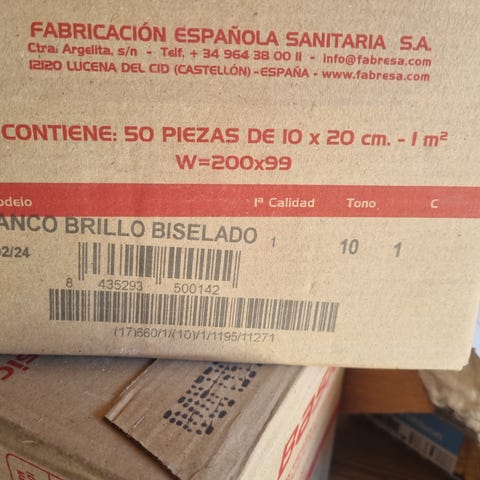 FABRICACIÓN ESPAÑOLA SANITARIA S.A.
Ctra: Argelita, s/n - Telf. + 34 964 38 00 11 - info@fabresa.com
12120 LUCENA DEL CID (CASTELLÓN) - ESPAÑA - www.fabresa.com
CONTIENE: 50 PIEZAS DE 10 x 20 cm. - 1 m²
W=200x99
odelo 1ª Calidad Tono C
ANCO BRILLO BISELADO 1 10 1
02/24
8 435293 500142
(17)660/1/(10)/1/1195/11271